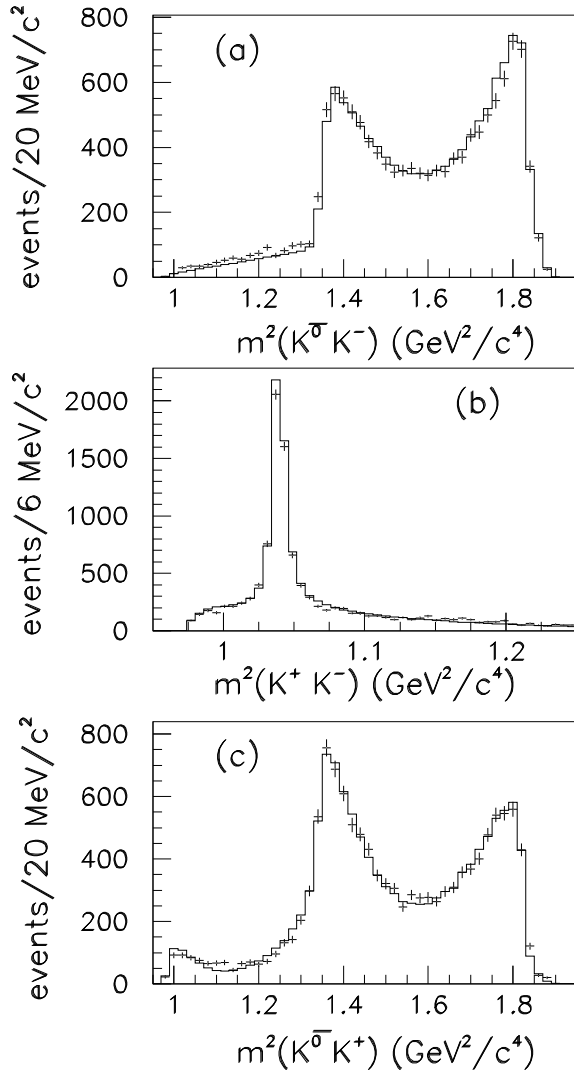 (a)
events/20 MeV/c²
800
600
400
200
0
1 1.2 1.4 1.6 1.8
m²(K̅⁰ K⁻) (GeV²/c⁴)
(b)
events/6 MeV/c²
2000
1500
1000
500
0
1 1.1 1.2
m²(K⁺ K⁻) (GeV²/c⁴)
(c)
events/20 MeV/c²
800
600
400
200
0
1 1.2 1.4 1.6 1.8
m²(K̅⁰ K⁺) (GeV²/c⁴)